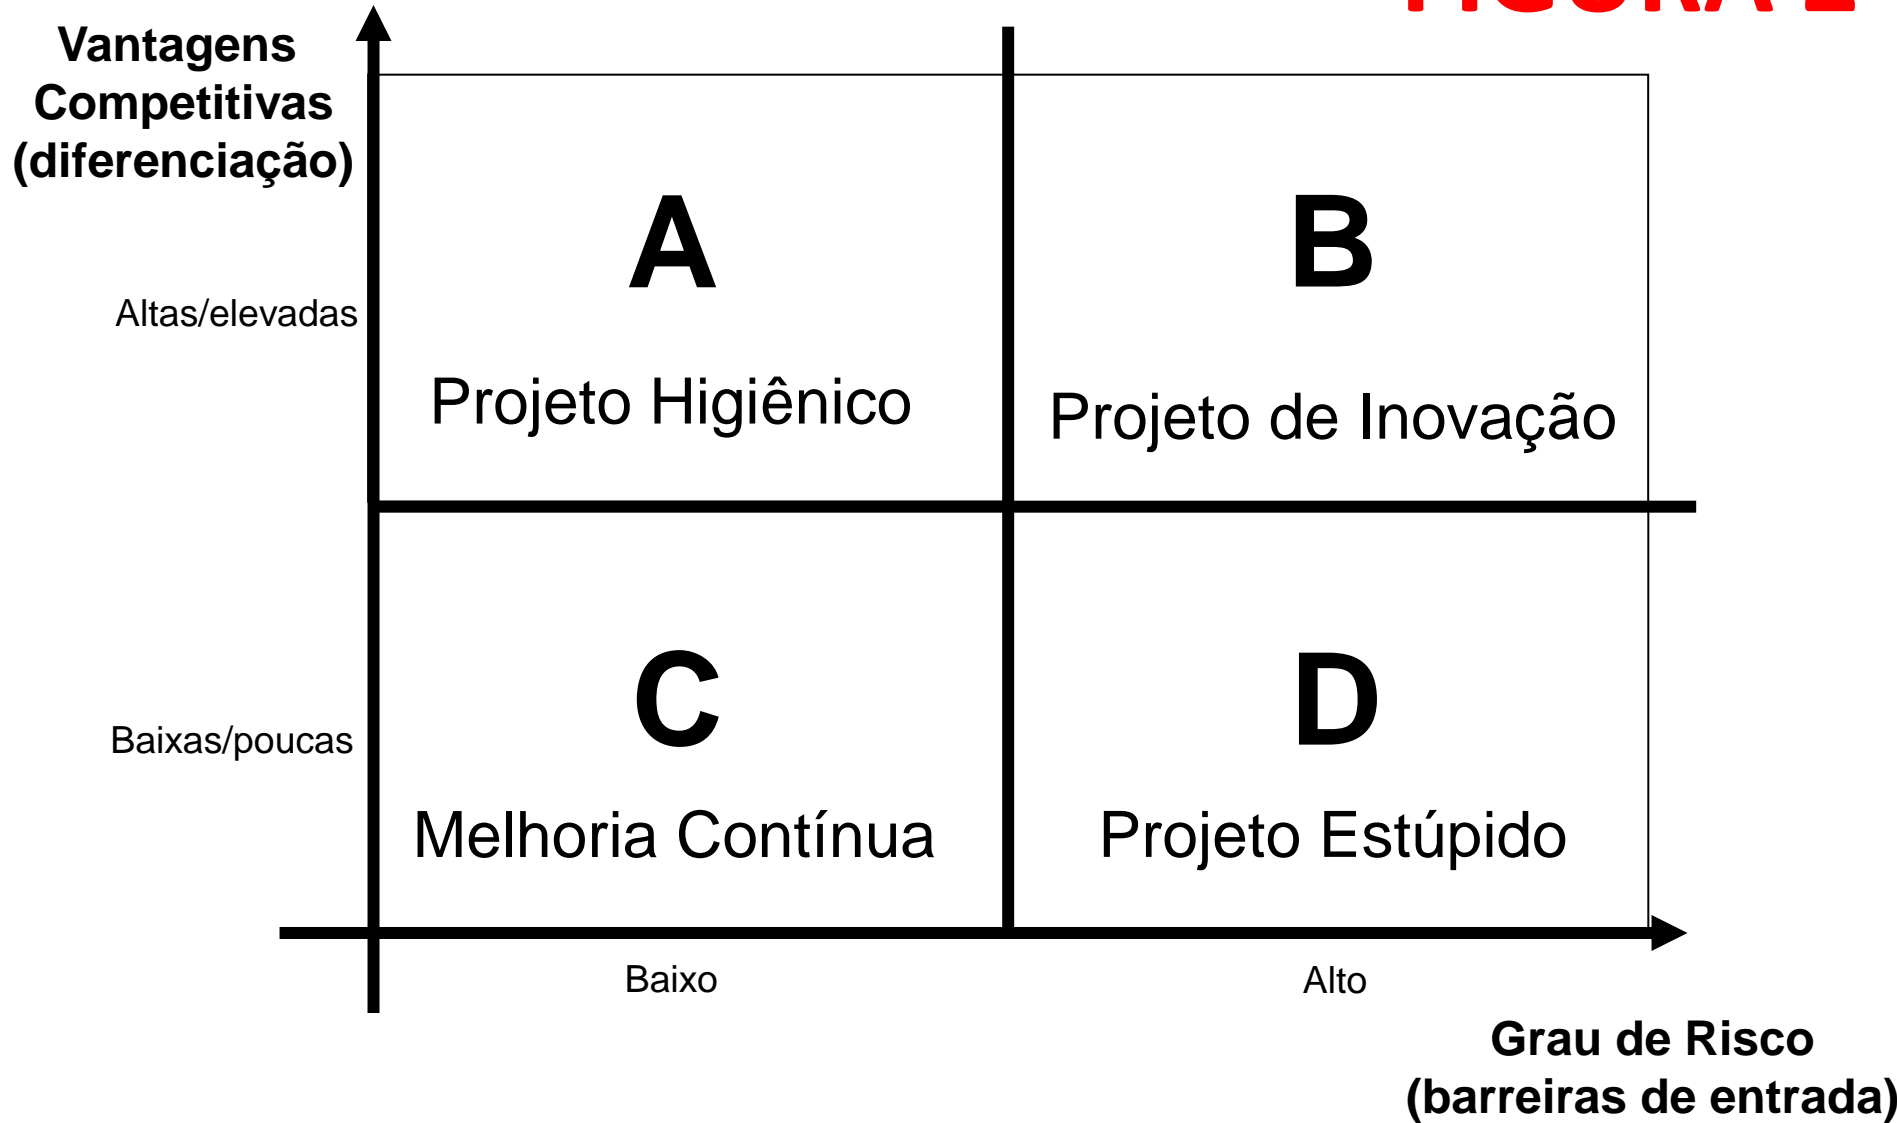 Vantagens
Competitivas
(diferenciação)
A
B
Altas/elevadas
Projeto Higiênico
Projeto de Inovação
C
D
Baixas/poucas
Melhoria Contínua
Projeto Estúpido
Baixo
Alto
Grau de Risco
(barreiras de entrada)